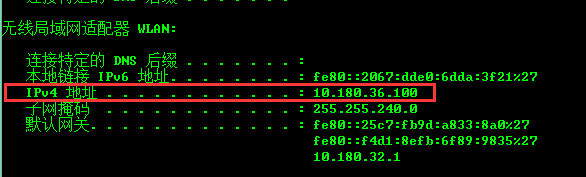 无线局域网适配器 WLAN:
连接特定的 DNS 后缀 . . . . . . . :
本地链接 IPv6 地址. . . . . . . . : fe80::2067:dde0:6dda:3f21%27
IPv4 地址 . . . . . . . . . . . . : 10.180.36.100
子网掩码 . . . . . . . . . . . . : 255.255.240.0
默认网关. . . . . . . . . . . . . : fe80::25c7:fb9d:a833:8a0%27
fe80::f4d1:8efb:6f89:9835%27
10.180.32.1